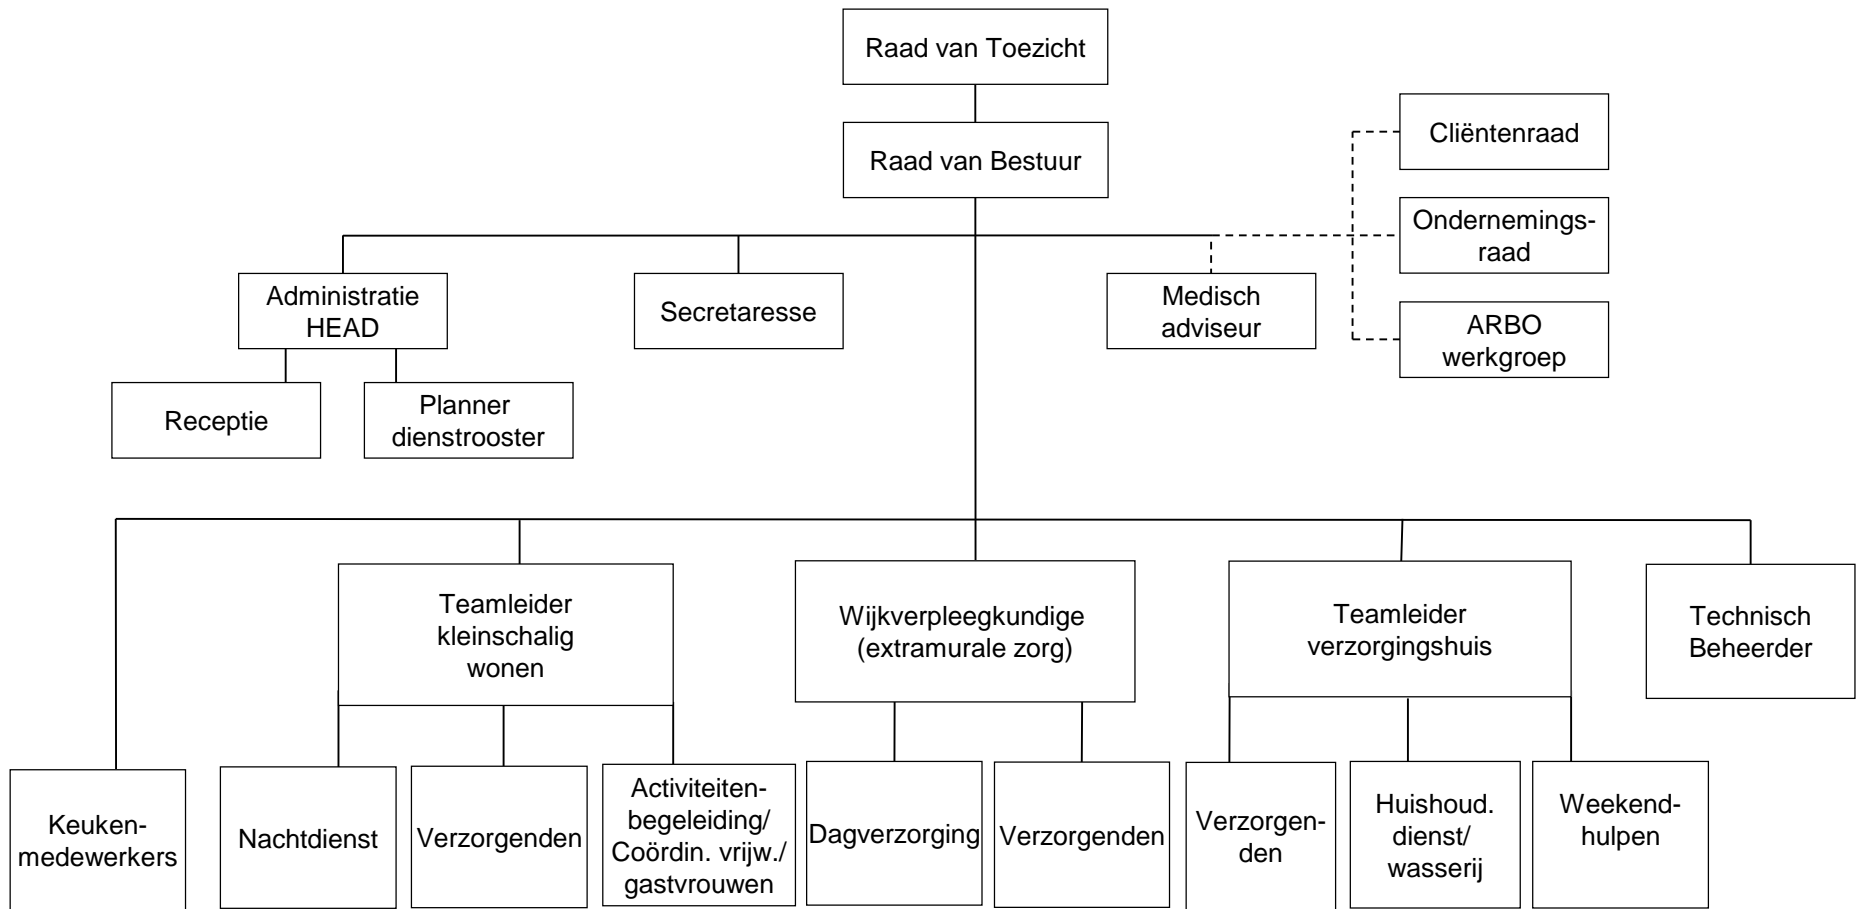 Raad van Toezicht
Raad van Bestuur
Cliëntenraad
Ondernemings-
raad
ARBO
werkgroep
Administratie
HEAD
Secretaresse
Medisch
adviseur
Receptie
Planner
dienstrooster
Teamleider
kleinschalig
wonen
Wijkverpleegkundige
(extramurale zorg)
Teamleider
verzorgingshuis
Technisch
Beheerder
Keuken-
medewerkers
Nachtdienst
Verzorgenden
Activiteiten-
begeleiding/
Coördin. vrijw./
gastvrouwen
Dagverzorging
Verzorgenden
Verzorgen-
den
Huishoud.
dienst/
wasserij
Weekend-
hulpen